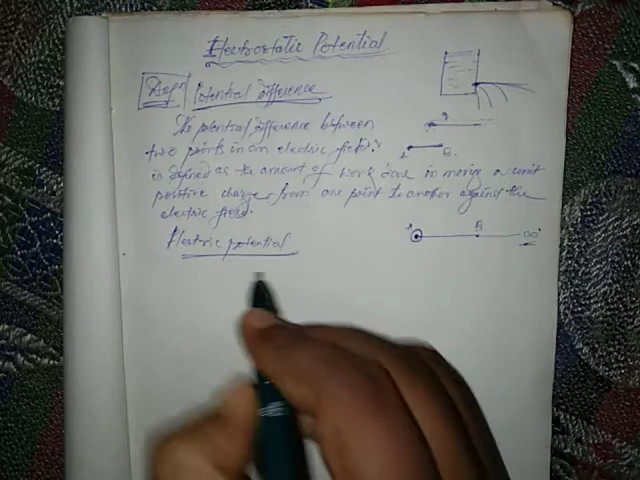 Electrostatic Potential
Defn Potential Difference
The potential difference between
two points in an electric field.
is defined as the amount of work done in moving a unit
positive charge from one point to another against the
electric field.
Electric potential
A B.
B ∞